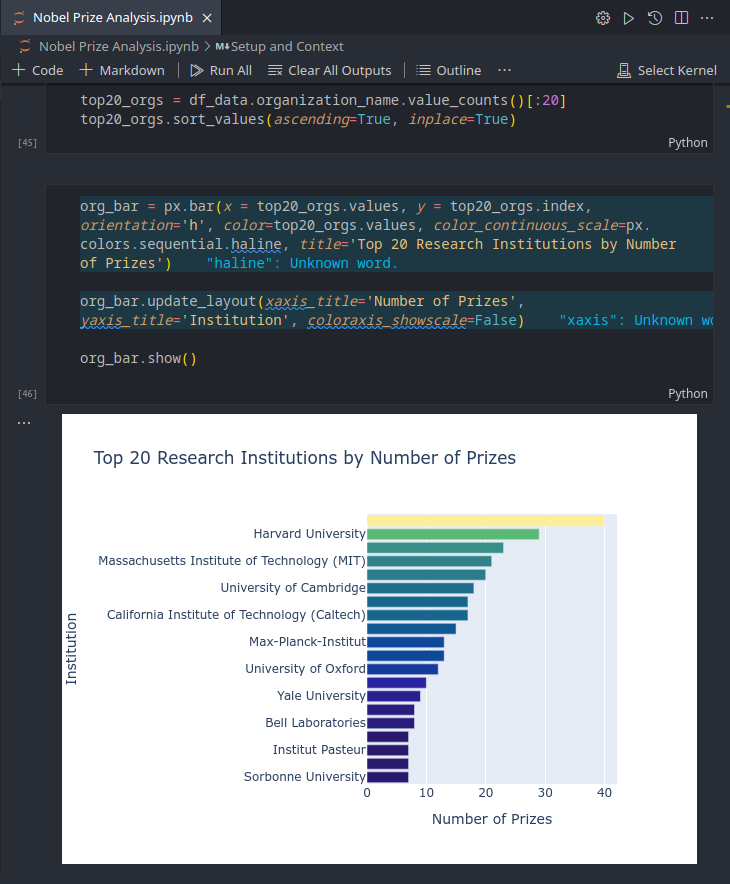 Nobel Prize Analysis.ipynb
Nobel Prize Analysis.ipynb > M↓Setup and Context
+ Code + Markdown Run All Clear All Outputs Outline ... Select Kernel
top20_orgs = df_data.organization_name.value_counts()[:20]
top20_orgs.sort_values(ascending=True, inplace=True)
[45]
Python
org_bar = px.bar(x = top20_orgs.values, y = top20_orgs.index,
orientation='h', color=top20_orgs.values, color_continuous_scale=px.
colors.sequential.haline, title='Top 20 Research Institutions by Number
of Prizes') "haline": Unknown word.
org_bar.update_layout(xaxis_title='Number of Prizes',
yaxis_title='Institution', coloraxis_showscale=False) "xaxis": Unknown
org_bar.show()
[46]
Python
...
Top 20 Research Institutions by Number of Prizes
Harvard University
Massachusetts Institute of Technology (MIT)
University of Cambridge
California Institute of Technology (Caltech)
Max-Planck-Institut
University of Oxford
Yale University
Bell Laboratories
Institut Pasteur
Sorbonne University
Institution
0 10 20 30 40
Number of Prizes